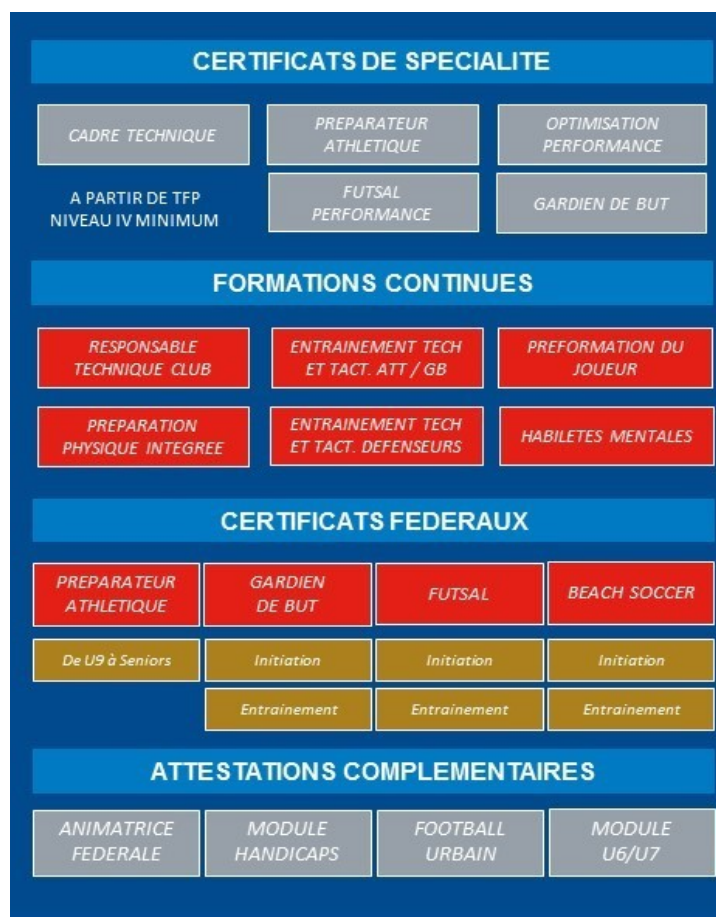 CERTIFICATS DE SPECIALITE
CADRE TECHNIQUE
PREPARATEUR
ATHLETIQUE
OPTIMISATION
PERFORMANCE
A PARTIR DE TFP
NIVEAU IV MINIMUM
FUTSAL
PERFORMANCE
GARDIEN DE BUT
FORMATIONS CONTINUES
RESPONSABLE
TECHNIQUE CLUB
ENTRAINEMENT TECH
ET TACT. ATT / GB
PREFORMATION DU
JOUEUR
PREPARATION
PHYSIQUE INTEGREE
ENTRAINEMENT TECH
ET TACT. DEFENSEURS
HABILETES MENTALES
CERTIFICATS FEDERAUX
PREPARATEUR
ATHLETIQUE
GARDIEN
DE BUT
FUTSAL
BEACH SOCCER
De U9 à Seniors
Initiation
Initiation
Initiation
Entrainement
Entrainement
Entrainement
ATTESTATIONS COMPLEMENTAIRES
ANIMATRICE
FEDERALE
MODULE
HANDICAPS
FOOTBALL
URBAIN
MODULE
U6/U7